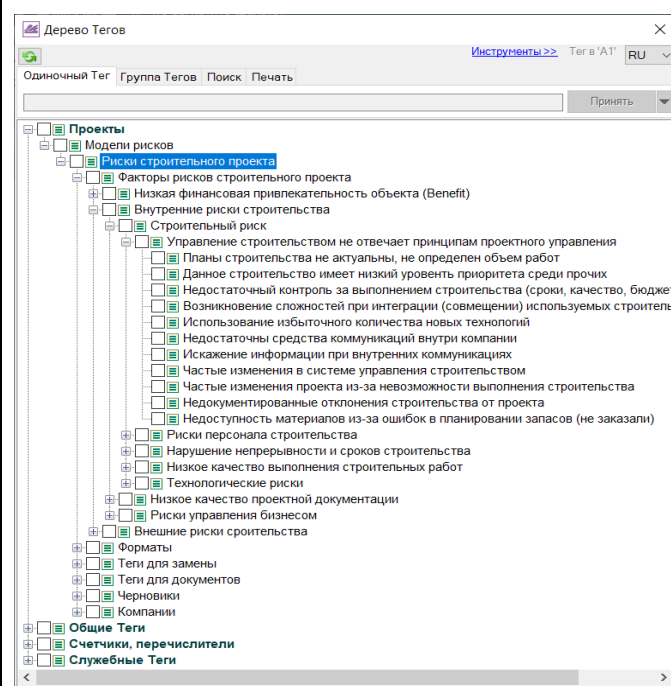 Дерево Тегов
Инструменты >> Тег в 'A1' RU
Одиночный Тег Группа Тегов Поиск Печать
Принять
Проекты
Модели рисков
Риски строительного проекта
Факторы рисков строительного проекта
Низкая финансовая привлекательность объекта (Benefit)
Внутренние риски строительства
Строительный риск
Управление строительством не отвечает принципам проектного управления
Планы строительства не актуальны, не определен объем работ
Данное строительство имеет низкий уровенть приоритета среди прочих
Недостаточный контроль за выполнением строительства (сроки, качество, бюджет
Возникновение сложностей при интеграции (совмещении) используемых строитель
Использование избыточного количества новых технологий
Недостаточны средства коммуникаций внутри компании
Искажение информации при внутренних коммуникациях
Частые изменения в системе управления строительством
Частые изменения проекта из-за невозможности выполнения строительства
Недокументированные отклонения строительства от проекта
Недоступность материалов из-за ошибок в планировании запасов (не заказали)
Риски персонала строительства
Нарушение непрерывности и сроков строительства
Низкое качество выполнения строительных работ
Технологические риски
Низкое качество проектной документации
Риски управления бизнесом
Внешние риски сроительства
Форматы
Теги для замены
Теги для документов
Черновики
Компании
Общие Теги
Счетчики, перечислители
Служебные Теги